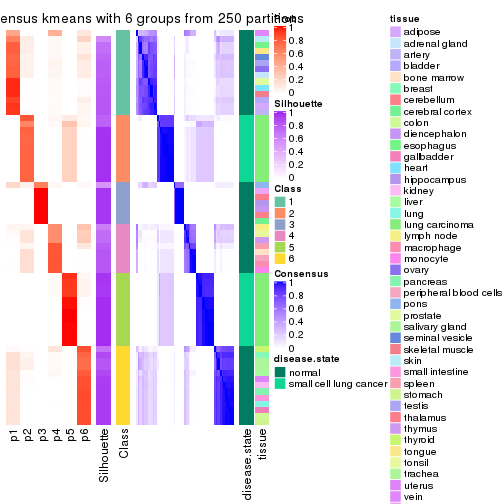 ensus kmeans with 6 groups from 250 partitions
1
0.8
0.6
0.4
0.2
0
Silhouette
1
0.8
0.6
0.4
0.2
0
Class
1
2
3
4
5
6
Consensus
1
0.8
0.6
0.4
0.2
0
disease.state
normal
small cell lung cancer
tissue
adipose
adrenal gland
artery
bladder
bone marrow
breast
cerebellum
cerebral cortex
colon
diencephalon
esophagus
galbadder
heart
hippocampus
kidney
liver
lung
lung carcinoma
lymph node
macrophage
monocyte
ovary
pancreas
peripheral blood cells
pons
prostate
salivary gland
seminal vesicle
skeletal muscle
skin
small intestine
spleen
stomach
testis
thalamus
thymus
thyroid
tongue
tonsil
trachea
uterus
vein
p1
p2
p3
p4
p5
p6
Silhouette
Class
disease.state
tissue